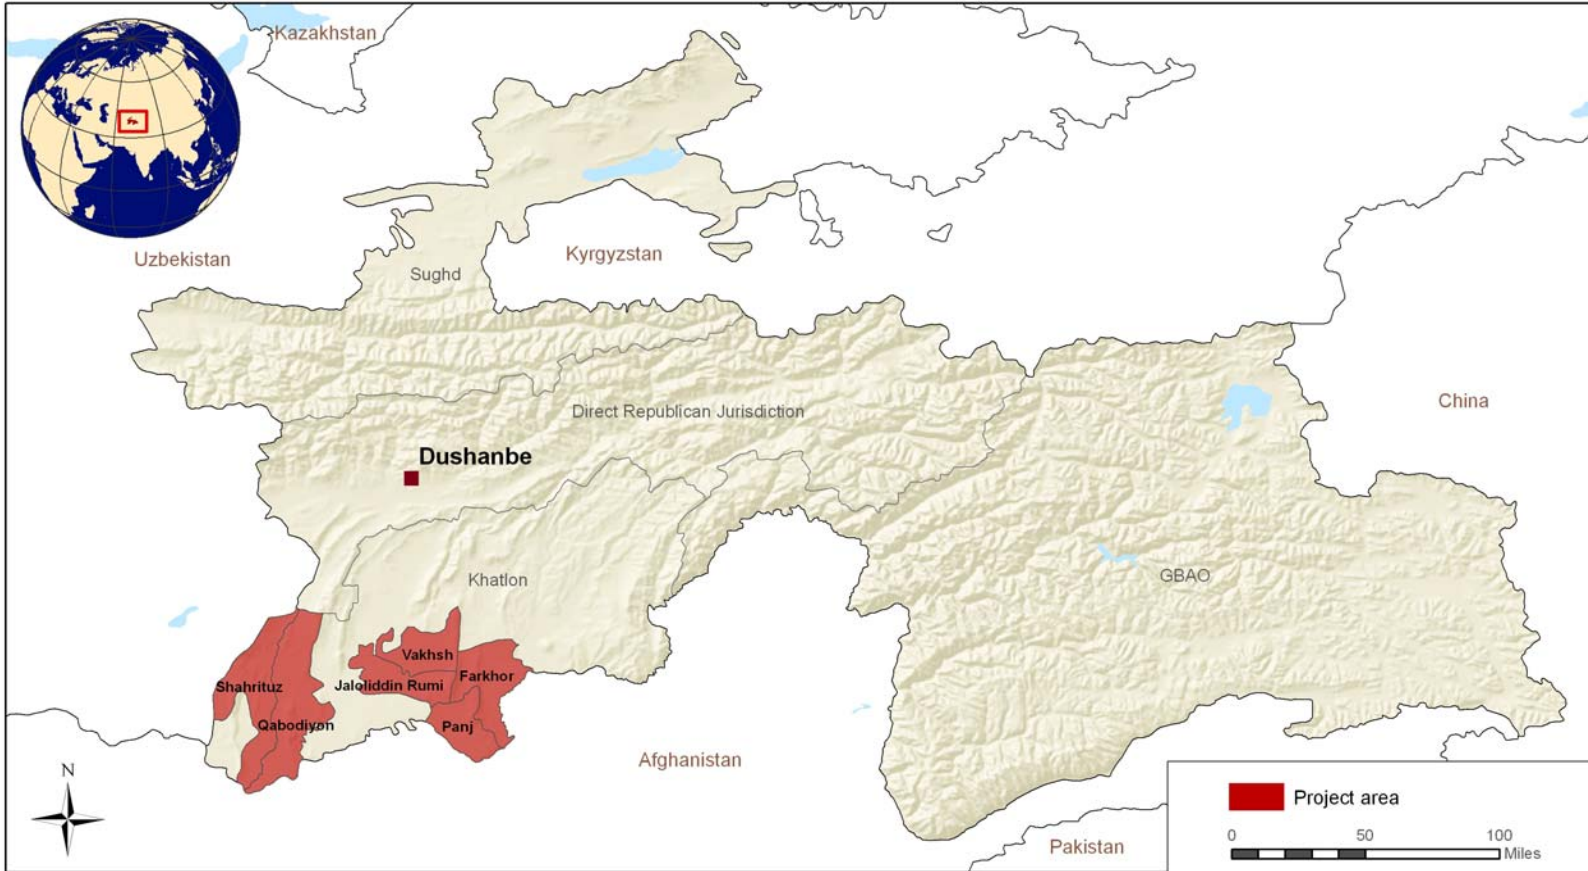 Kazakhstan
Uzbekistan
Kyrgyzstan
Sughd
Direct Republican Jurisdiction
China
Dushanbe
Khatlon
GBAO
Vakhsh
Farkhor
Shahrituz
Jaloliddin Rumi
Qabodiyon
Panj
Afghanistan
N
Project area
0 50 100
Miles
Pakistan